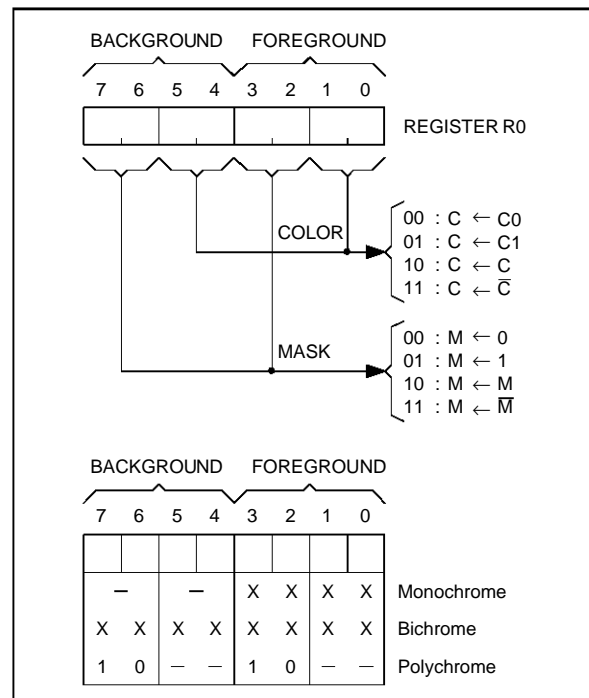 BACKGROUND FOREGROUND
7 6 5 4 3 2 1 0
REGISTER R0
COLOR
00 : C ← C0
01 : C ← C1
10 : C ← C
11 : C ← C̅
MASK
00 : M ← 0
01 : M ← 1
10 : M ← M
11 : M ← M̅
BACKGROUND FOREGROUND
7 6 5 4 3 2 1 0
– – X X X X Monochrome
X X X X X X X X Bichrome
1 0 – – 1 0 – – Polychrome